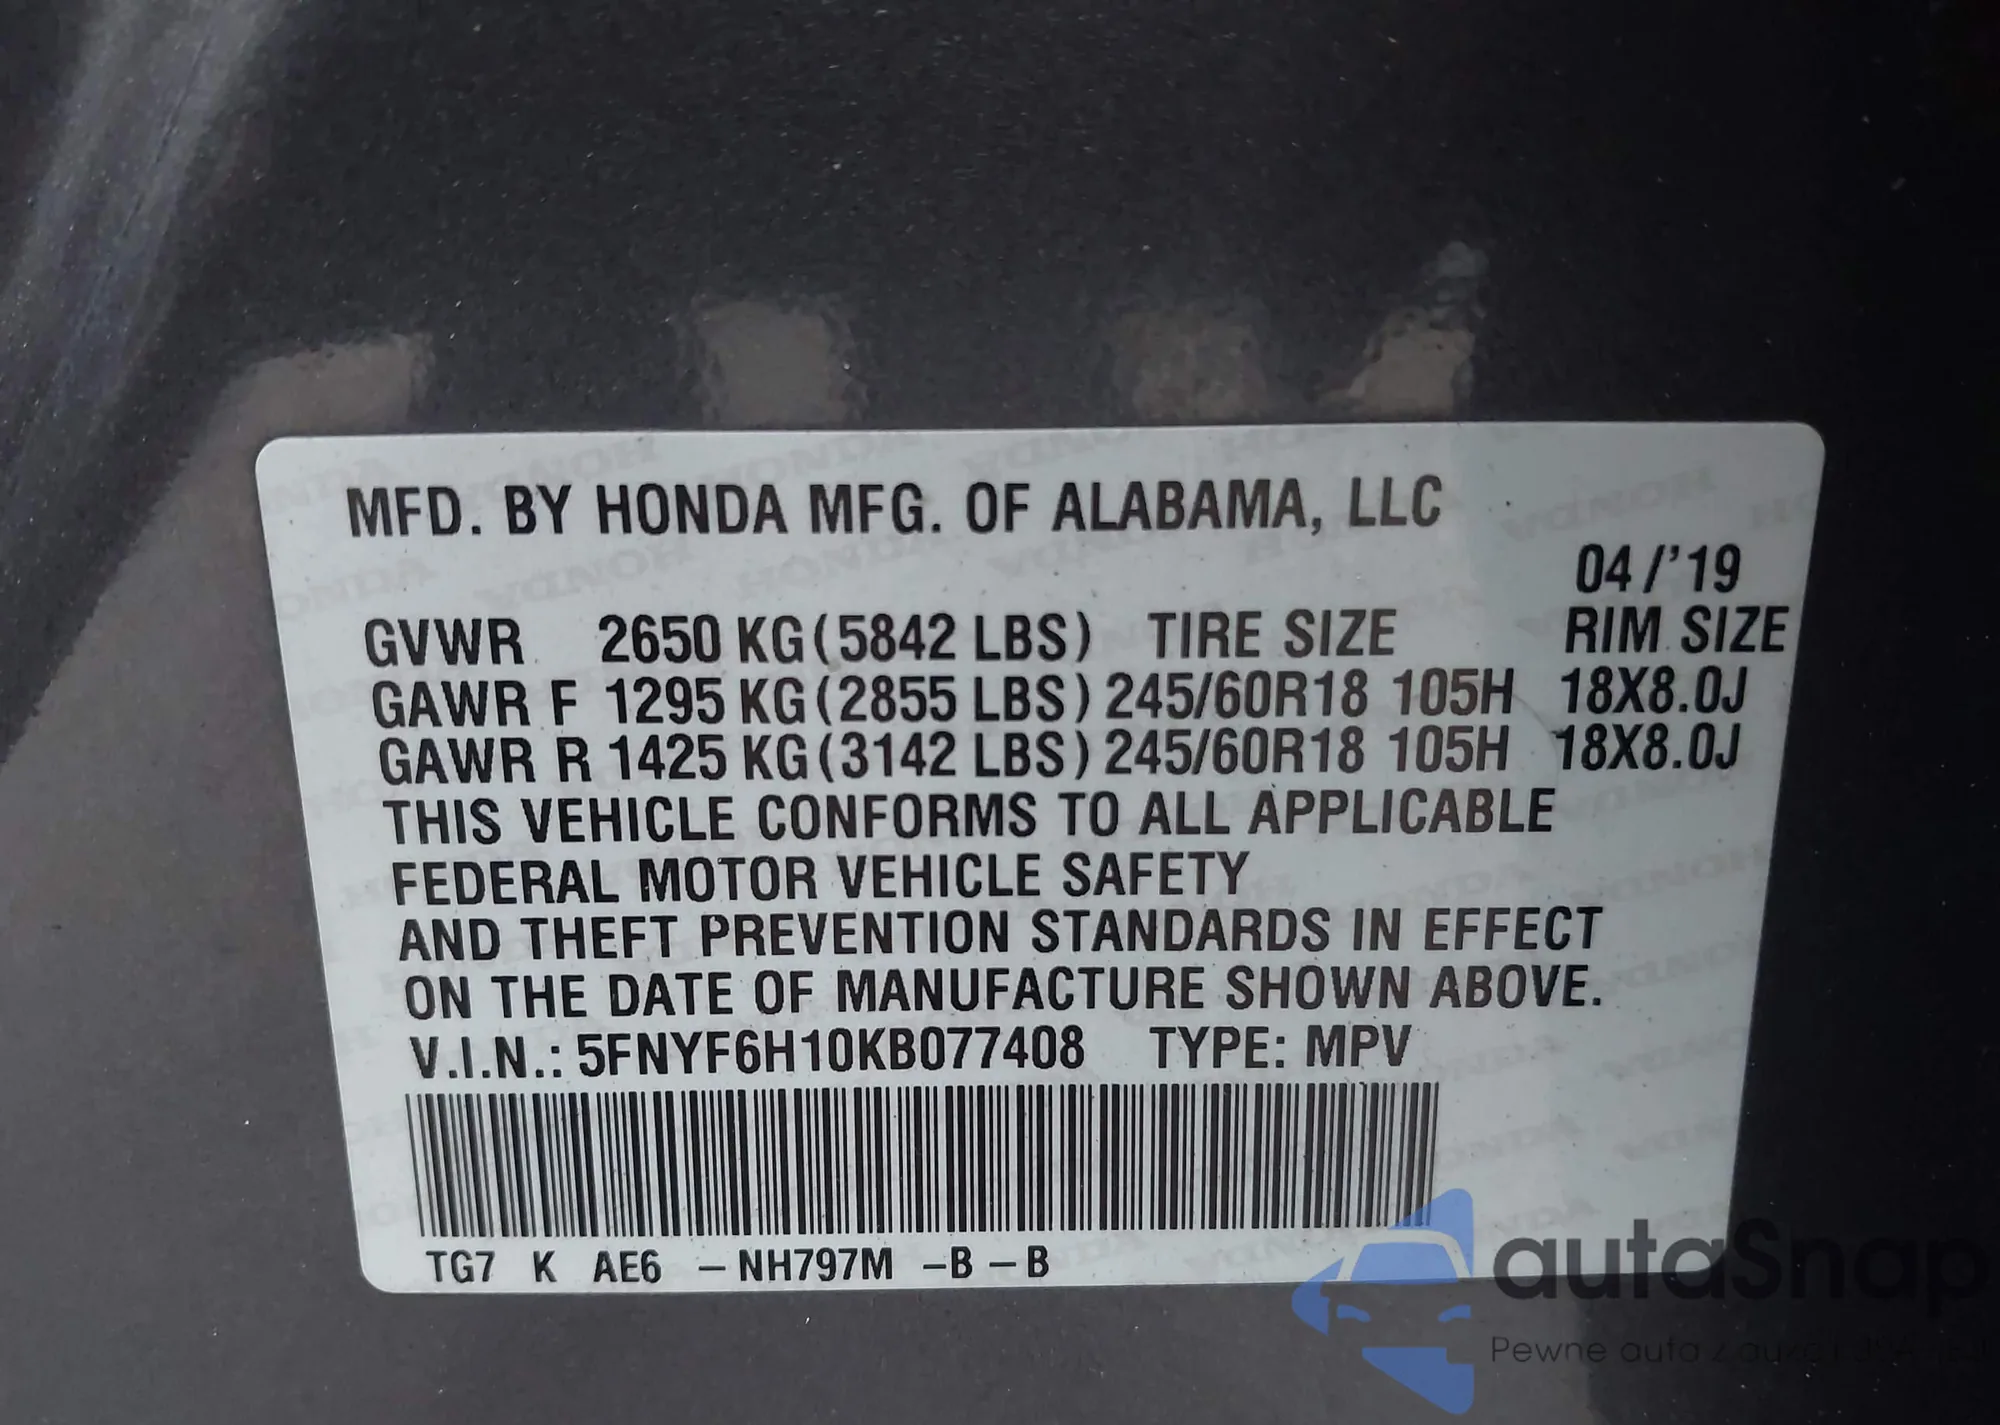 MFD. BY HONDA MFG. OF ALABAMA, LLC
04/'19
GVWR 2650 KG (5842 LBS) TIRE SIZE RIM SIZE
GAWR F 1295 KG (2855 LBS) 245/60R18 105H 18X8.0J
GAWR R 1425 KG (3142 LBS) 245/60R18 105H 18X8.0J
THIS VEHICLE CONFORMS TO ALL APPLICABLE
FEDERAL MOTOR VEHICLE SAFETY
AND THEFT PREVENTION STANDARDS IN EFFECT
ON THE DATE OF MANUFACTURE SHOWN ABOVE.
V.I.N.: 5FNYF6H10KB077408 TYPE: MPV
TG7 K AE6 – NH797M –B – B
autaSnap
Pewne auta z